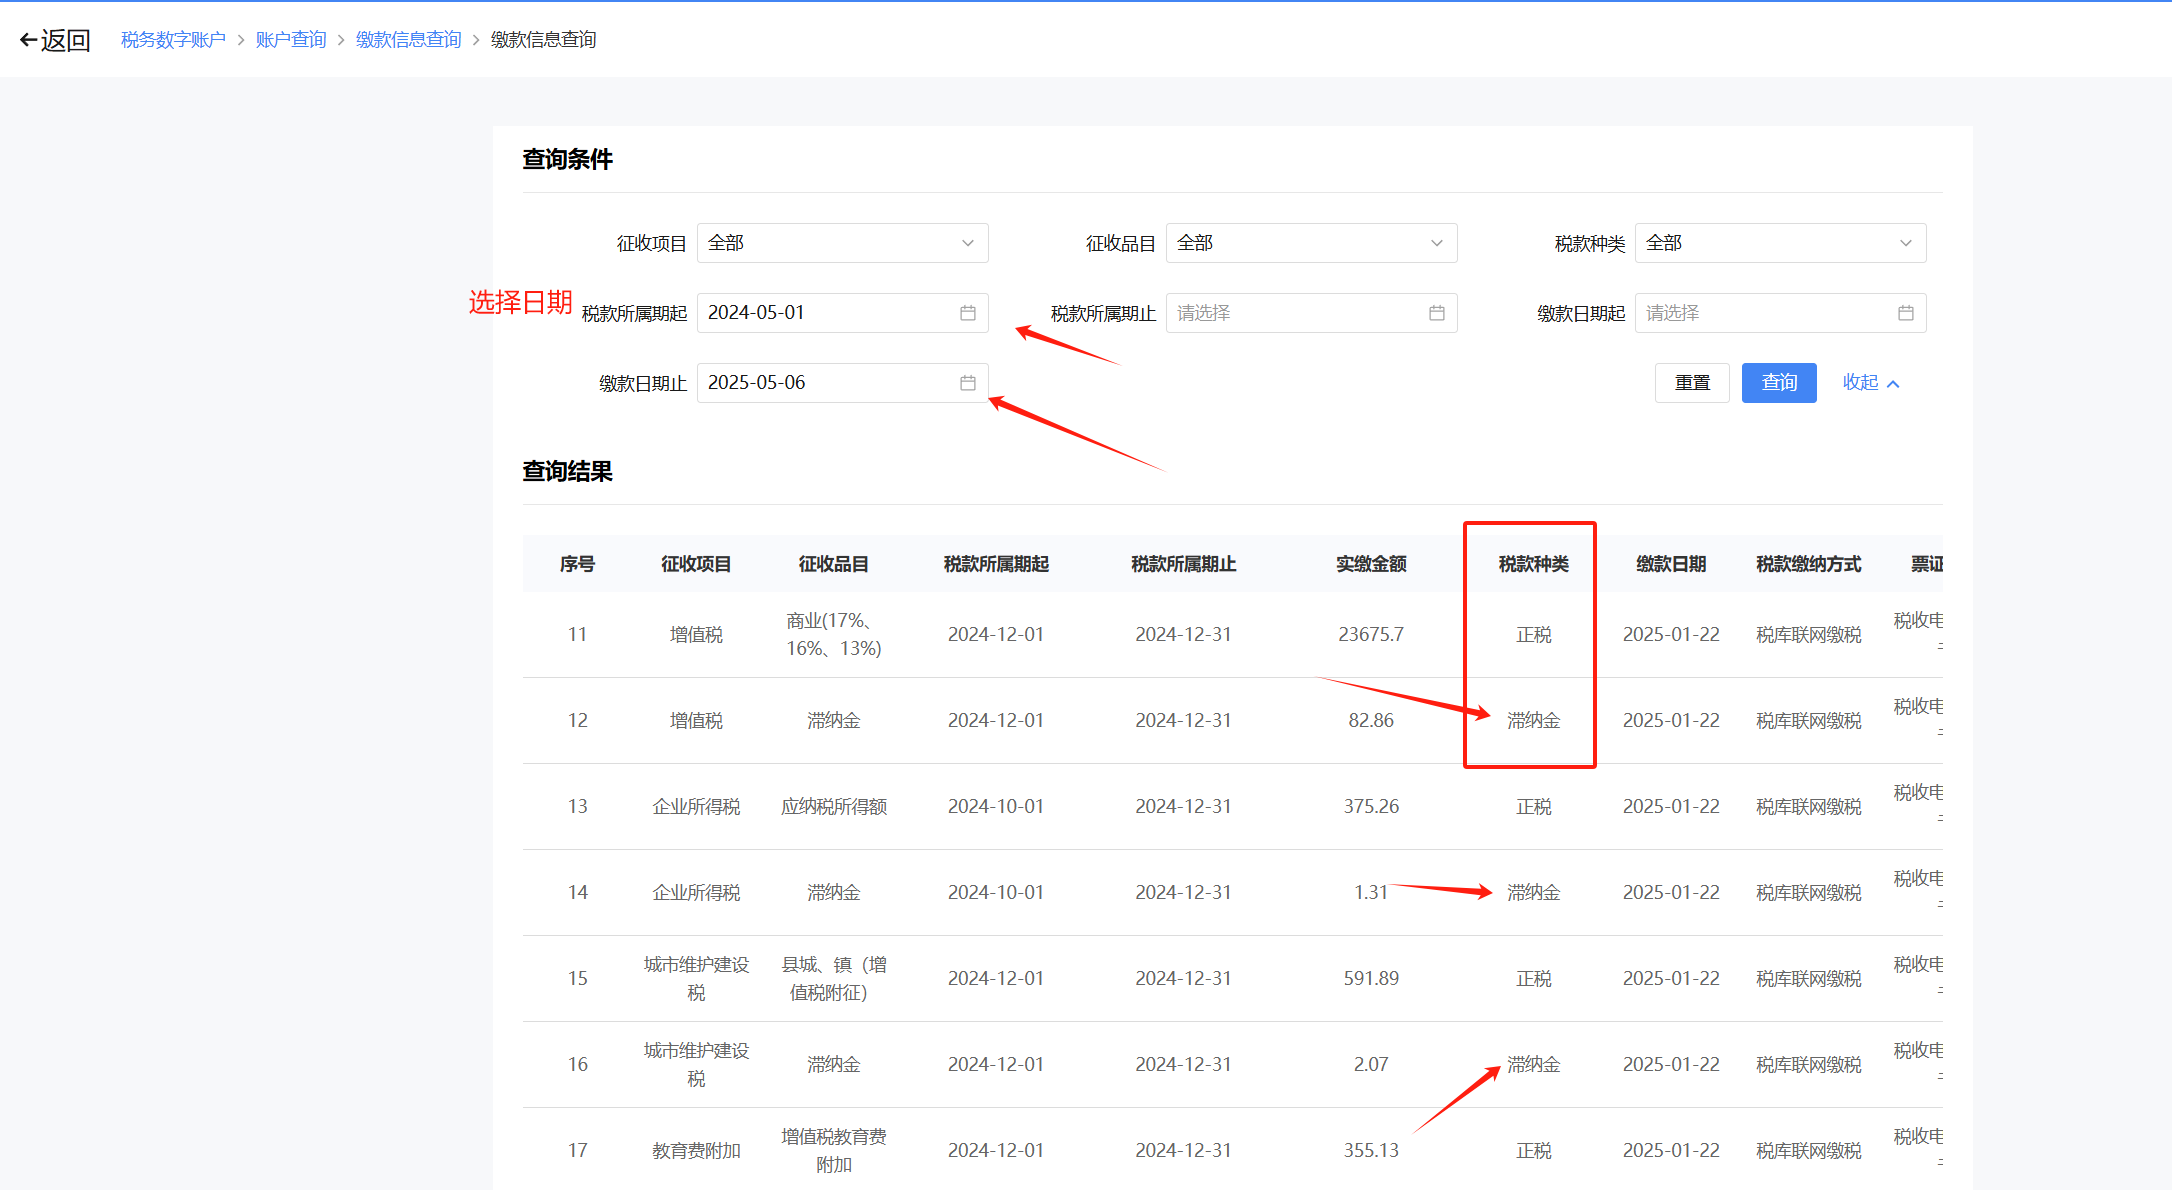 返回 税务数字账户 > 账户查询 > 缴款信息查询 > 缴款信息查询
查询条件
征收项目 全部 征收品目 全部 税款种类 全部
选择日期 税款所属期起 2024-05-01 税款所属期止 请选择 缴款日期起 请选择
缴款日期止 2025-05-06 重置 查询 收起
查询结果
序号 征收项目 征收品目 税款所属期起 税款所属期止 实缴金额 税款种类 缴款日期 税款缴纳方式 票证
11 增值税 商业(17%、 2024-12-01 2024-12-31 23675.7 正税 2025-01-22 税库联网缴税 税收电
16%、13%)
12 增值税 滞纳金 2024-12-01 2024-12-31 82.86 滞纳金 2025-01-22 税库联网缴税 税收电
13 企业所得税 应纳税所得额 2024-10-01 2024-12-31 375.26 正税 2025-01-22 税库联网缴税 税收电
14 企业所得税 滞纳金 2024-10-01 2024-12-31 1.31 滞纳金 2025-01-22 税库联网缴税 税收电
15 城市维护建设 县城、镇（增 2024-12-01 2024-12-31 591.89 正税 2025-01-22 税库联网缴税 税收电
税 值税附征）
16 城市维护建设 滞纳金 2024-12-01 2024-12-31 2.07 滞纳金 2025-01-22 税库联网缴税 税收电
税
17 教育费附加 增值税教育费 2024-12-01 2024-12-31 355.13 正税 2025-01-22 税库联网缴税 税收电
附加